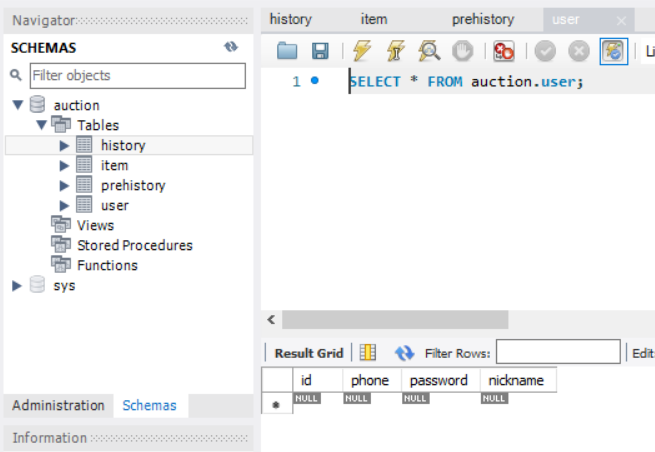 Navigator
SCHEMAS
Filter objects
auction
Tables
history
item
prehistory
user
Views
Stored Procedures
Functions
sys
Administration Schemas
Information
history item prehistory user
1 SELECT * FROM auction.user;
Result Grid Filter Rows: Edit
id phone password nickname
NULL NULL NULL NULL